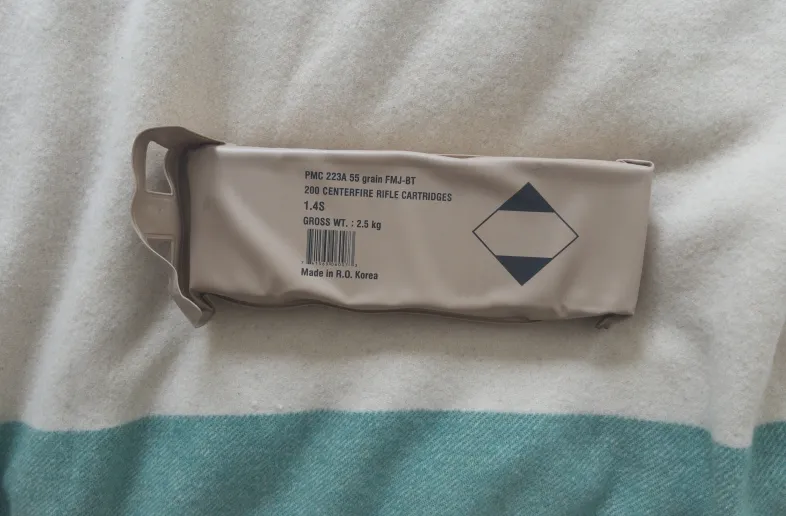 PMC 223A 55 grain FMJ-BT
200 CENTERFIRE RIFLE CARTRIDGES
1.4S
GROSS WT. : 2.5 kg
Made in R.O. Korea